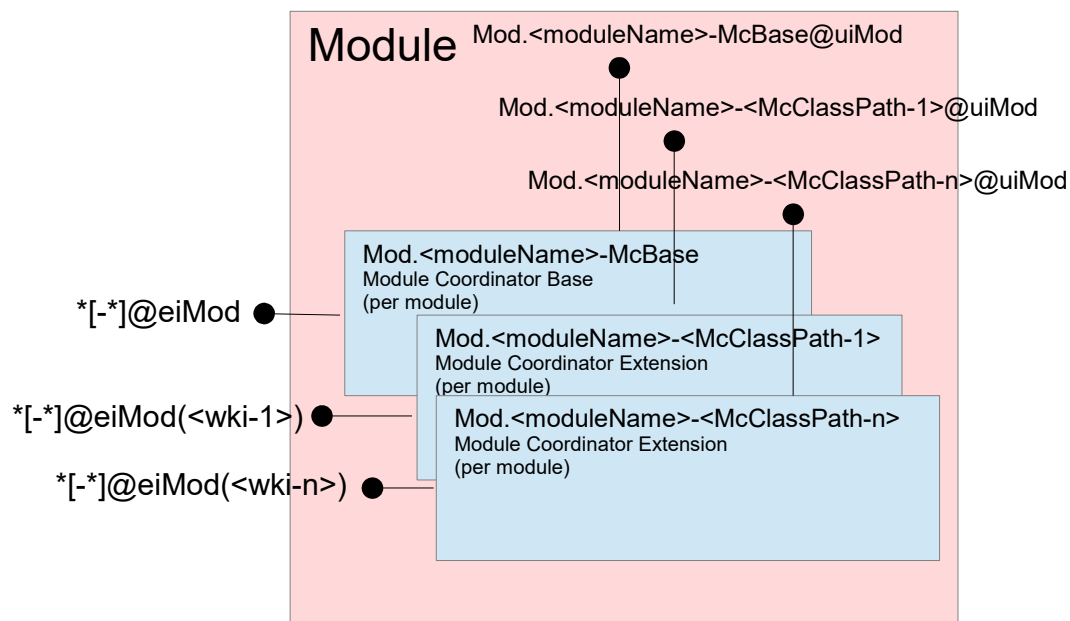 Module
Mod.<moduleName>-McBase@uiMod
Mod.<moduleName>-<McClassPath-1>@uiMod
Mod.<moduleName>-<McClassPath-n>@uiMod
Mod.<moduleName>-McBase
Module Coordinator Base
(per module)
*[-*]@eiMod
Mod.<moduleName>-<McClassPath-1>
Module Coordinator Extension
(per module)
*[-*]@eiMod(<wki-1>)
Mod.<moduleName>-<McClassPath-n>
Module Coordinator Extension
(per module)
*[-*]@eiMod(<wki-n>)